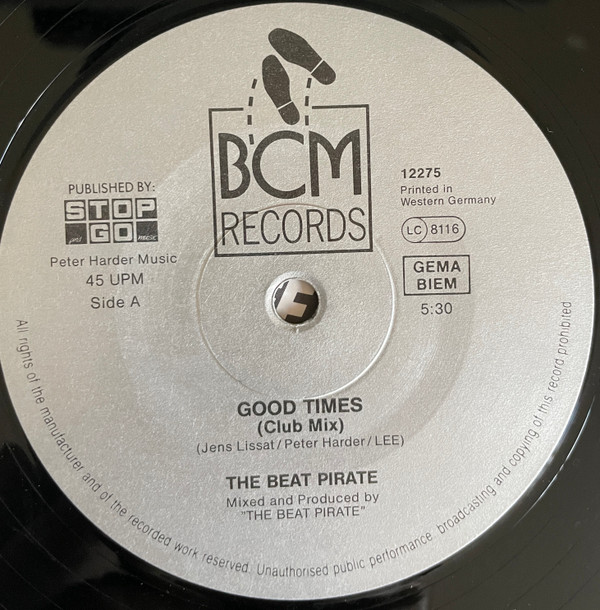 BCM
RECORDS
PUBLISHED BY:
STOP
GO
Peter Harder Music
45 UPM
Side A
12275
Printed in
Western Germany
LC 8116
GEMA
BIEM
5:30
GOOD TIMES
(Club Mix)
(Jens Lissat/Peter Harder/LEE)
THE BEAT PIRATE
Mixed and Produced by
"THE BEAT PIRATE"
All rights of the manufacturer and of the recorded work reserved. Unauthorised public performance broadcasting and copying of this record prohibited